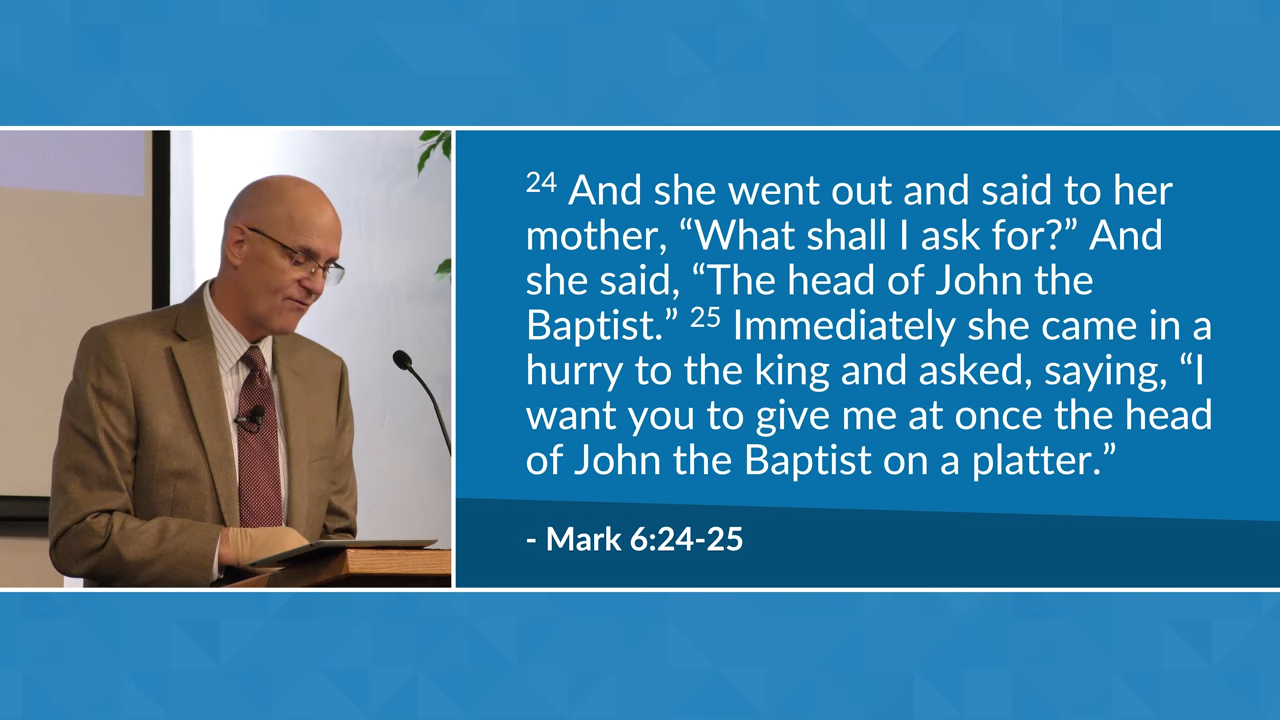 24 And she went out and said to her
mother, “What shall I ask for?” And
she said, “The head of John the
Baptist.” 25 Immediately she came in a
hurry to the king and asked, saying, “I
want you to give me at once the head
of John the Baptist on a platter.”
- Mark 6:24-25